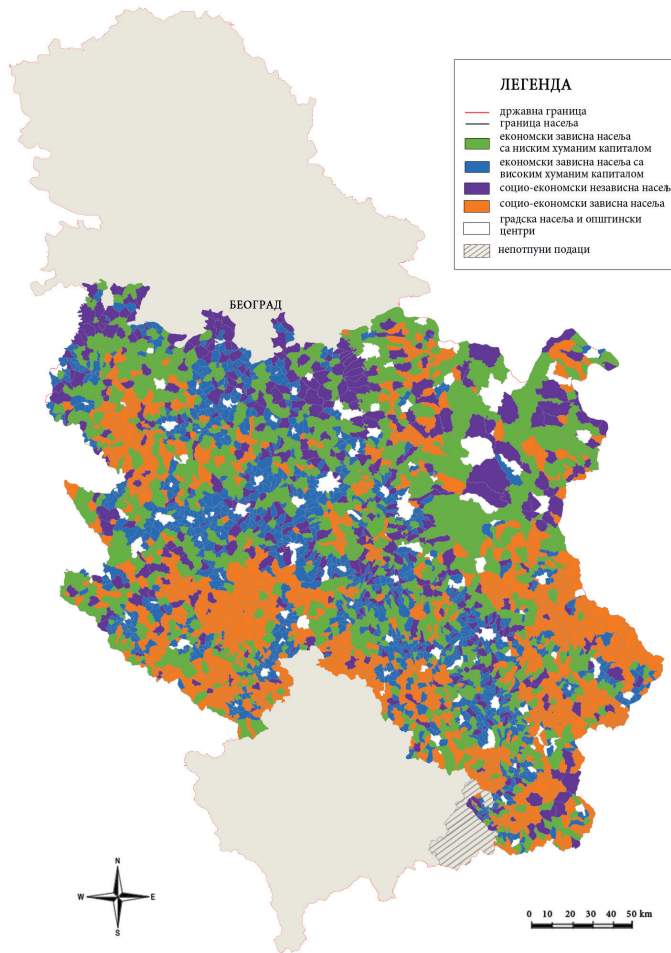 ЛЕГЕНДА
државна граница
граница насеља
економски зависна насеља
са ниским хуманим капиталом
економски зависна насеља са
високим хуманим капиталом
социо-економски независна насељ
социо-економски зависна насеља
градска насеља и општински
центри
непотпуни подаци
БЕОГРАД
N
W E
S
0 10 20 30 40 50 km